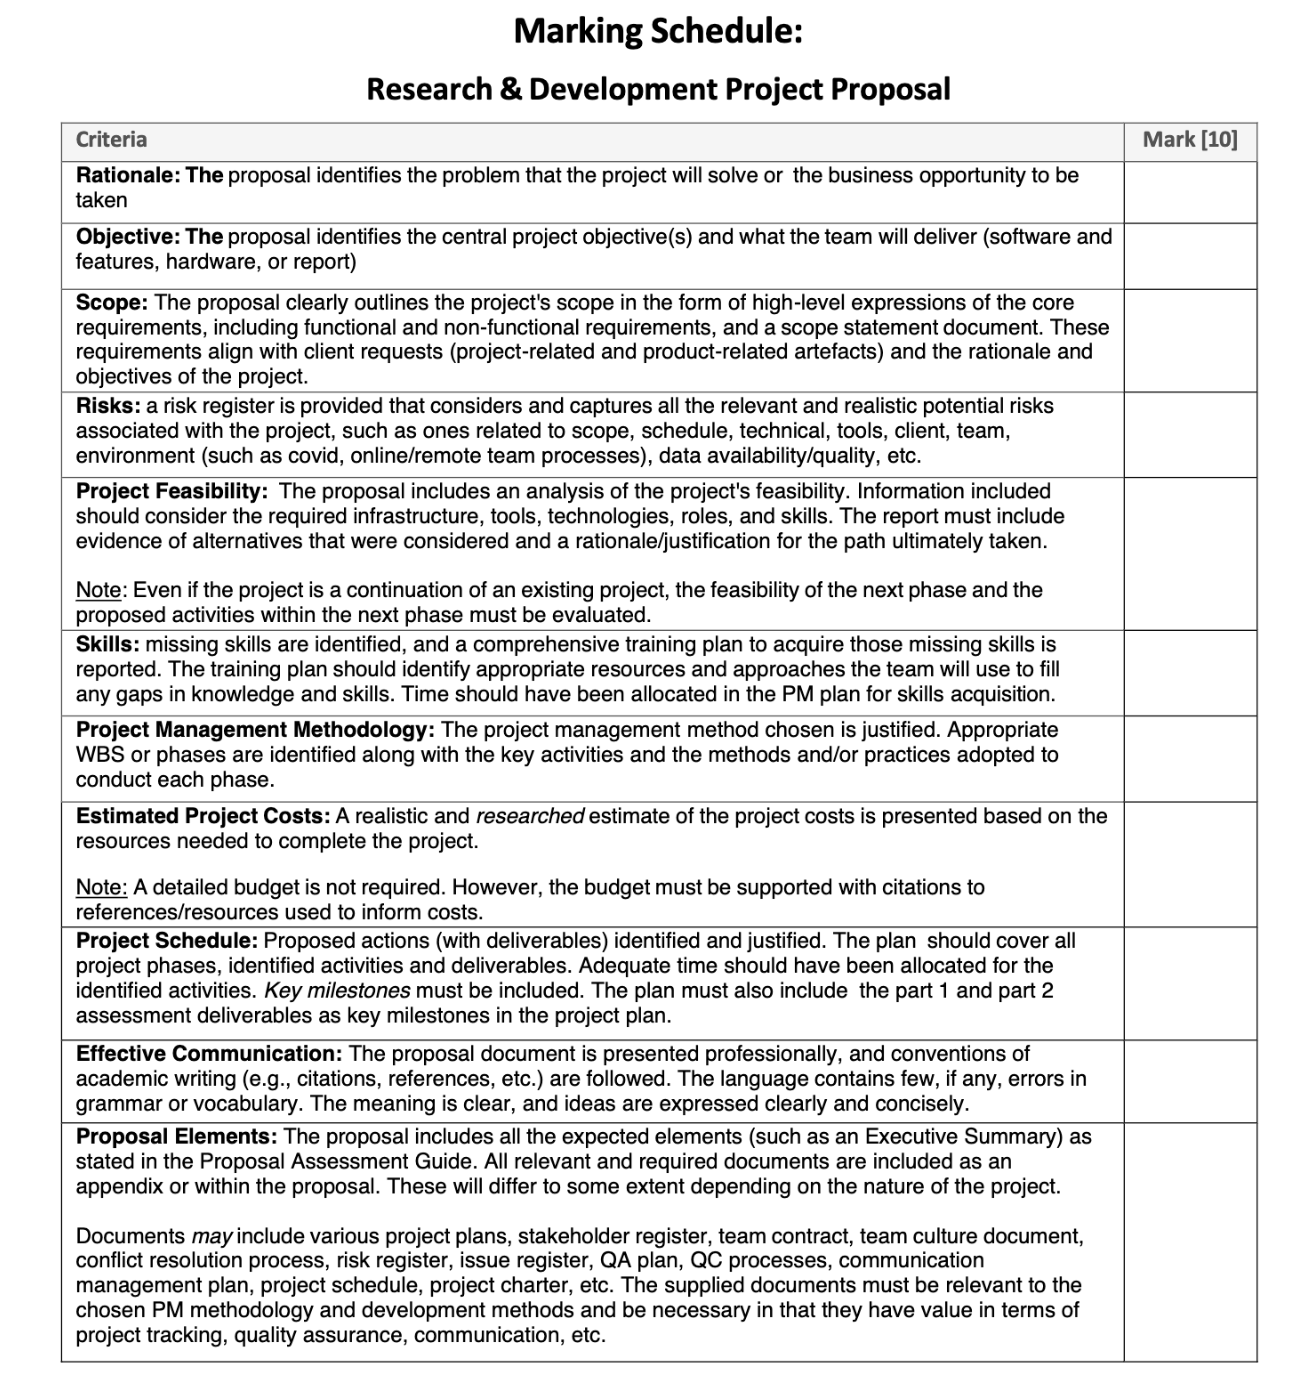 Marking Schedule:
Research & Development Project Proposal
Criteria
Mark [10]
Rationale: The proposal identifies the problem that the project will solve or the business opportunity to be
taken
Objective: The proposal identifies the central project objective(s) and what the team will deliver (software and
features, hardware, or report)
Scope: The proposal clearly outlines the project's scope in the form of high-level expressions of the core
requirements, including functional and non-functional requirements, and a scope statement document. These
requirements align with client requests (project-related and product-related artefacts) and the rationale and
objectives of the project.
Risks: a risk register is provided that considers and captures all the relevant and realistic potential risks
associated with the project, such as ones related to scope, schedule, technical, tools, client, team,
environment (such as covid, online/remote team processes), data availability/quality, etc.
Project Feasibility: The proposal includes an analysis of the project's feasibility. Information included
should consider the required infrastructure, tools, technologies, roles, and skills. The report must include
evidence of alternatives that were considered and a rationale/justification for the path ultimately taken.
Note: Even if the project is a continuation of an existing project, the feasibility of the next phase and the
proposed activities within the next phase must be evaluated.
Skills: missing skills are identified, and a comprehensive training plan to acquire those missing skills is
reported. The training plan should identify appropriate resources and approaches the team will use to fill
any gaps in knowledge and skills. Time should have been allocated in the PM plan for skills acquisition.
Project Management Methodology: The project management method chosen is justified. Appropriate
WBS or phases are identified along with the key activities and the methods and/or practices adopted to
conduct each phase.
Estimated Project Costs: A realistic and researched estimate of the project costs is presented based on the
resources needed to complete the project.
Note: A detailed budget is not required. However, the budget must be supported with citations to
references/resources used to inform costs.
Project Schedule: Proposed actions (with deliverables) identified and justified. The plan should cover all
project phases, identified activities and deliverables. Adequate time should have been allocated for the
identified activities. Key milestones must be included. The plan must also include the part 1 and part 2
assessment deliverables as key milestones in the project plan.
Effective Communication: The proposal document is presented professionally, and conventions of
academic writing (e.g., citations, references, etc.) are followed. The language contains few, if any, errors in
grammar or vocabulary. The meaning is clear, and ideas are expressed clearly and concisely.
Proposal Elements: The proposal includes all the expected elements (such as an Executive Summary) as
stated in the Proposal Assessment Guide. All relevant and required documents are included as an
appendix or within the proposal. These will differ to some extent depending on the nature of the project.
Documents may include various project plans, stakeholder register, team contract, team culture document,
conflict resolution process, risk register, issue register, QA plan, QC processes, communication
management plan, project schedule, project charter, etc. The supplied documents must be relevant to the
chosen PM methodology and development methods and be necessary in that they have value in terms of
project tracking, quality assurance, communication, etc.